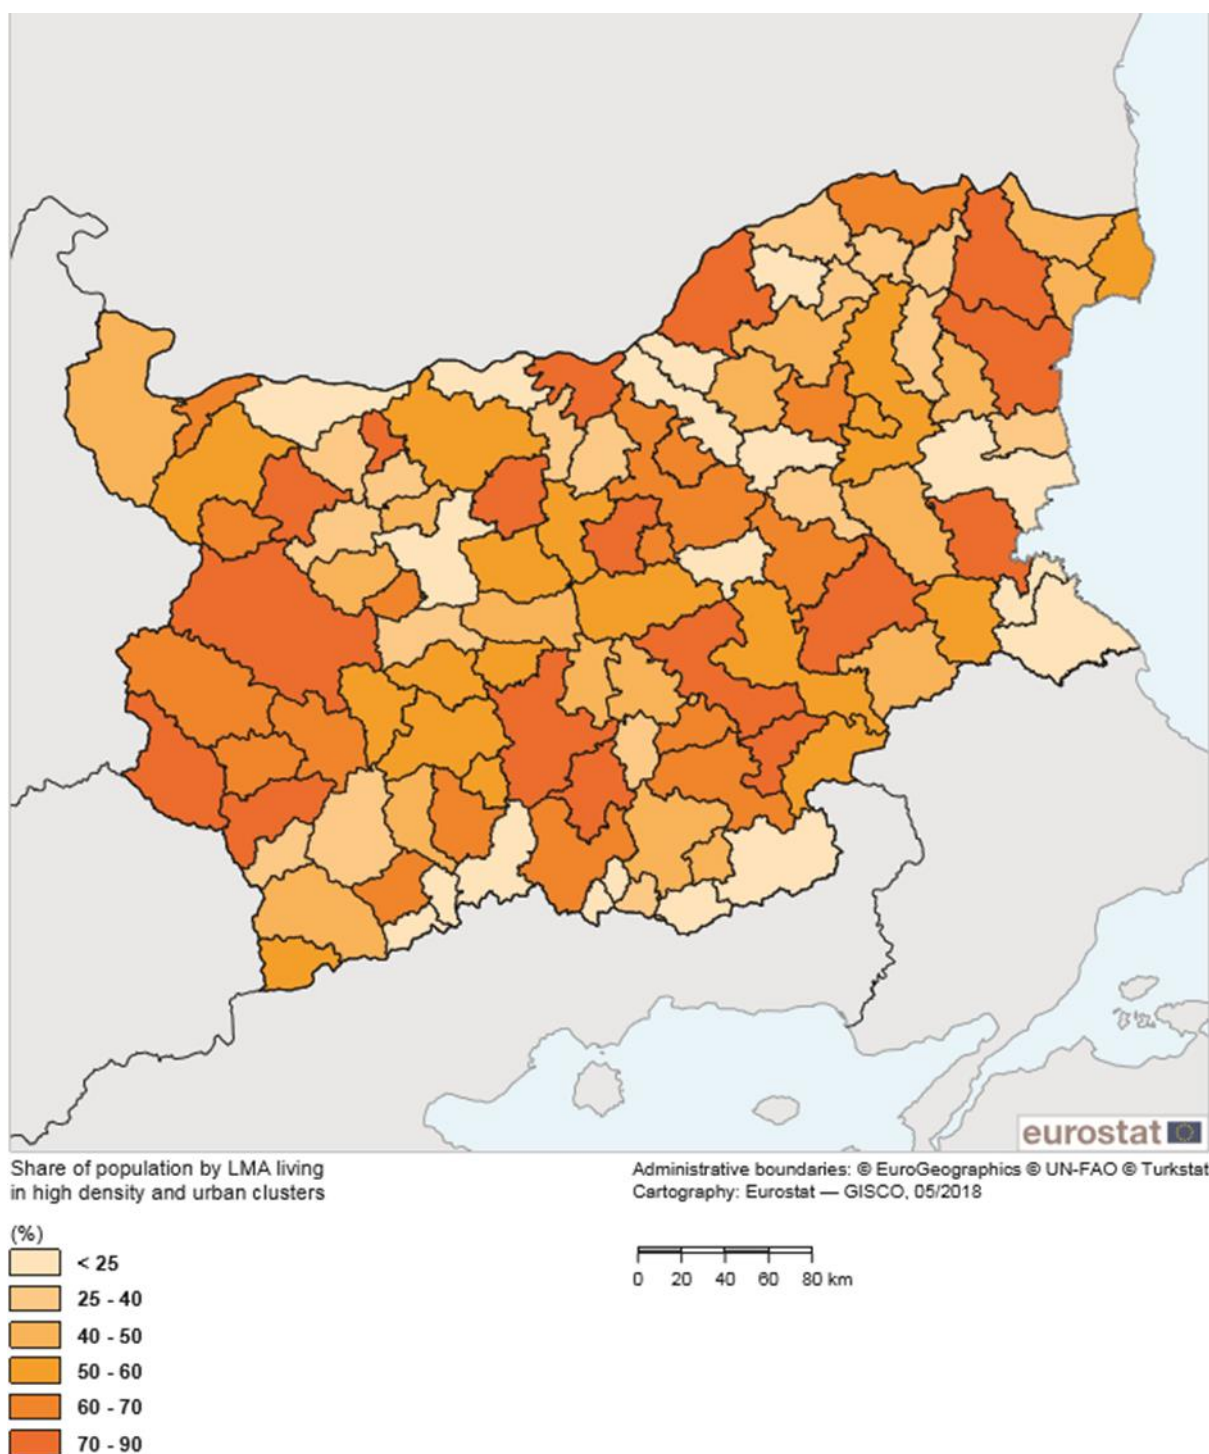 eurostat
Share of population by LMA living
in high density and urban clusters
Administrative boundaries: © EuroGeographics © UN-FAO © Turkstat
Cartography: Eurostat — GISCO, 05/2018
(%)
< 25
25 - 40
40 - 50
50 - 60
60 - 70
70 - 90
0 20 40 60 80 km